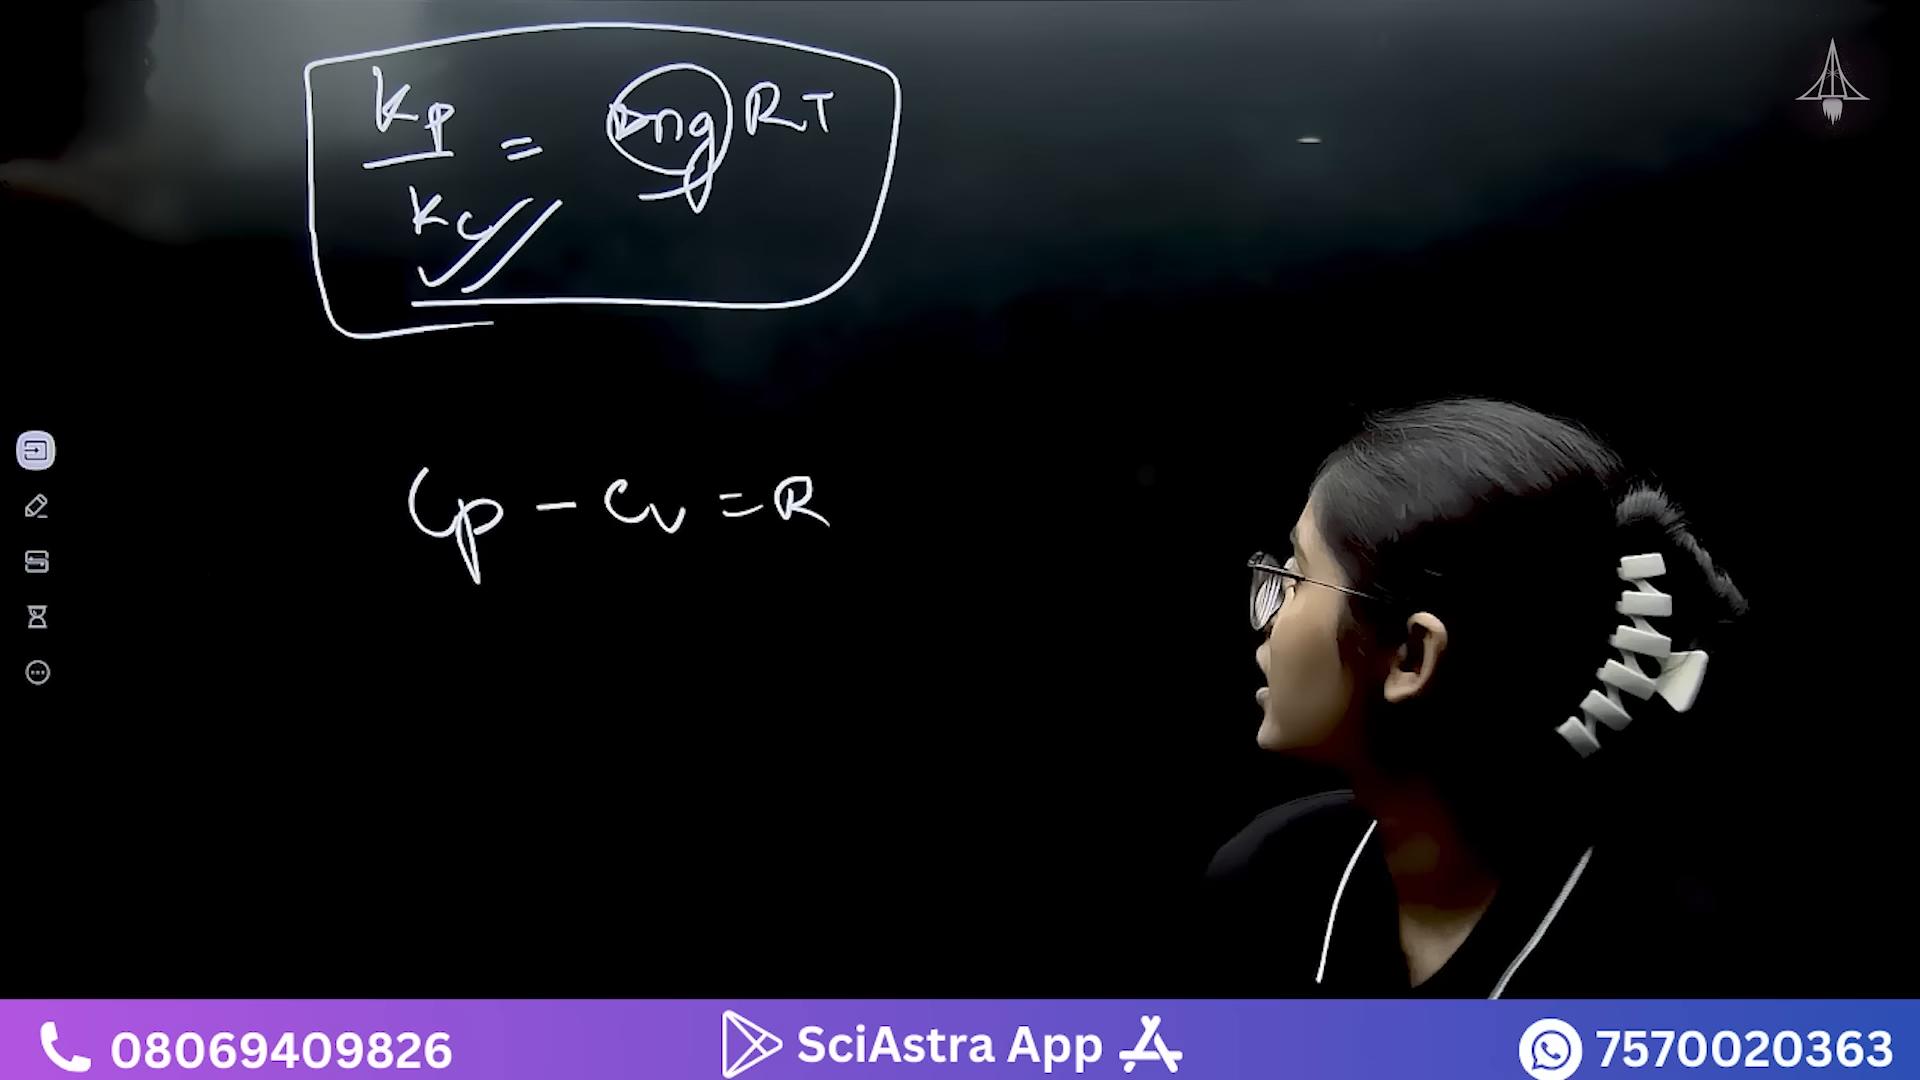 Kp
= Δng RT
Kc
Cp - Cv = R
08069409826 SciAstra App 7570020363